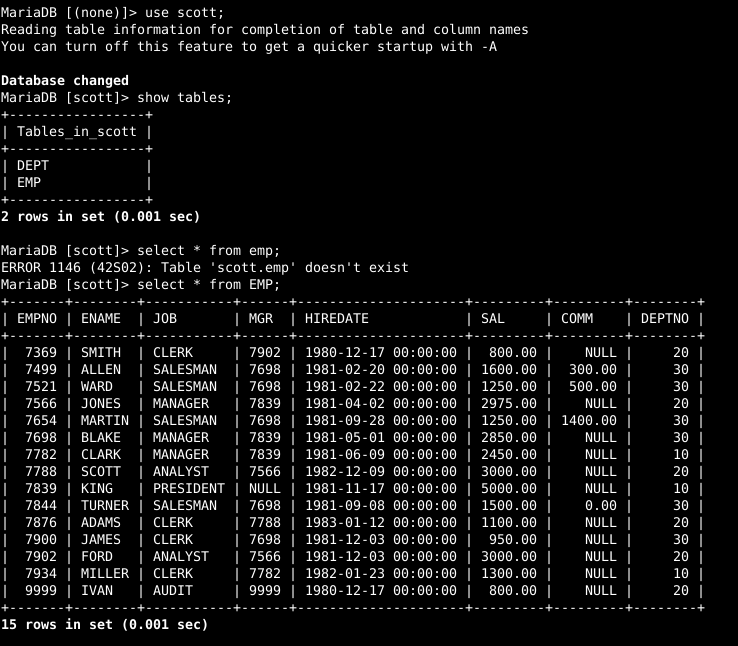 MariaDB [(none)]> use scott;
Reading table information for completion of table and column names
You can turn off this feature to get a quicker startup with -A

Database changed
MariaDB [scott]> show tables;
+-----------------+
| Tables_in_scott |
+-----------------+
| DEPT            |
| EMP             |
+-----------------+
2 rows in set (0.001 sec)

MariaDB [scott]> select * from emp;
ERROR 1146 (42S02): Table 'scott.emp' doesn't exist
MariaDB [scott]> select * from EMP;
+-------+--------+-----------+------+---------------------+---------+---------+--------+
| EMPNO | ENAME  | JOB       | MGR  | HIREDATE            | SAL     | COMM    | DEPTNO |
+-------+--------+-----------+------+---------------------+---------+---------+--------+
|  7369 | SMITH  | CLERK     | 7902 | 1980-12-17 00:00:00 |  800.00 |    NULL |     20 |
|  7499 | ALLEN  | SALESMAN  | 7698 | 1981-02-20 00:00:00 | 1600.00 |  300.00 |     30 |
|  7521 | WARD   | SALESMAN  | 7698 | 1981-02-22 00:00:00 | 1250.00 |  500.00 |     30 |
|  7566 | JONES  | MANAGER   | 7839 | 1981-04-02 00:00:00 | 2975.00 |    NULL |     20 |
|  7654 | MARTIN | SALESMAN  | 7698 | 1981-09-28 00:00:00 | 1250.00 | 1400.00 |     30 |
|  7698 | BLAKE  | MANAGER   | 7839 | 1981-05-01 00:00:00 | 2850.00 |    NULL |     30 |
|  7782 | CLARK  | MANAGER   | 7839 | 1981-06-09 00:00:00 | 2450.00 |    NULL |     10 |
|  7788 | SCOTT  | ANALYST   | 7566 | 1982-12-09 00:00:00 | 3000.00 |    NULL |     20 |
|  7839 | KING   | PRESIDENT | NULL | 1981-11-17 00:00:00 | 5000.00 |    NULL |     10 |
|  7844 | TURNER | SALESMAN  | 7698 | 1981-09-08 00:00:00 | 1500.00 |    0.00 |     30 |
|  7876 | ADAMS  | CLERK     | 7788 | 1983-01-12 00:00:00 | 1100.00 |    NULL |     20 |
|  7900 | JAMES  | CLERK     | 7698 | 1981-12-03 00:00:00 |  950.00 |    NULL |     30 |
|  7902 | FORD   | ANALYST   | 7566 | 1981-12-03 00:00:00 | 3000.00 |    NULL |     20 |
|  7934 | MILLER | CLERK     | 7782 | 1982-01-23 00:00:00 | 1300.00 |    NULL |     10 |
|  9999 | IVAN   | AUDIT     | 9999 | 1980-12-17 00:00:00 |  800.00 |    NULL |     20 |
+-------+--------+-----------+------+---------------------+---------+---------+--------+
15 rows in set (0.001 sec)